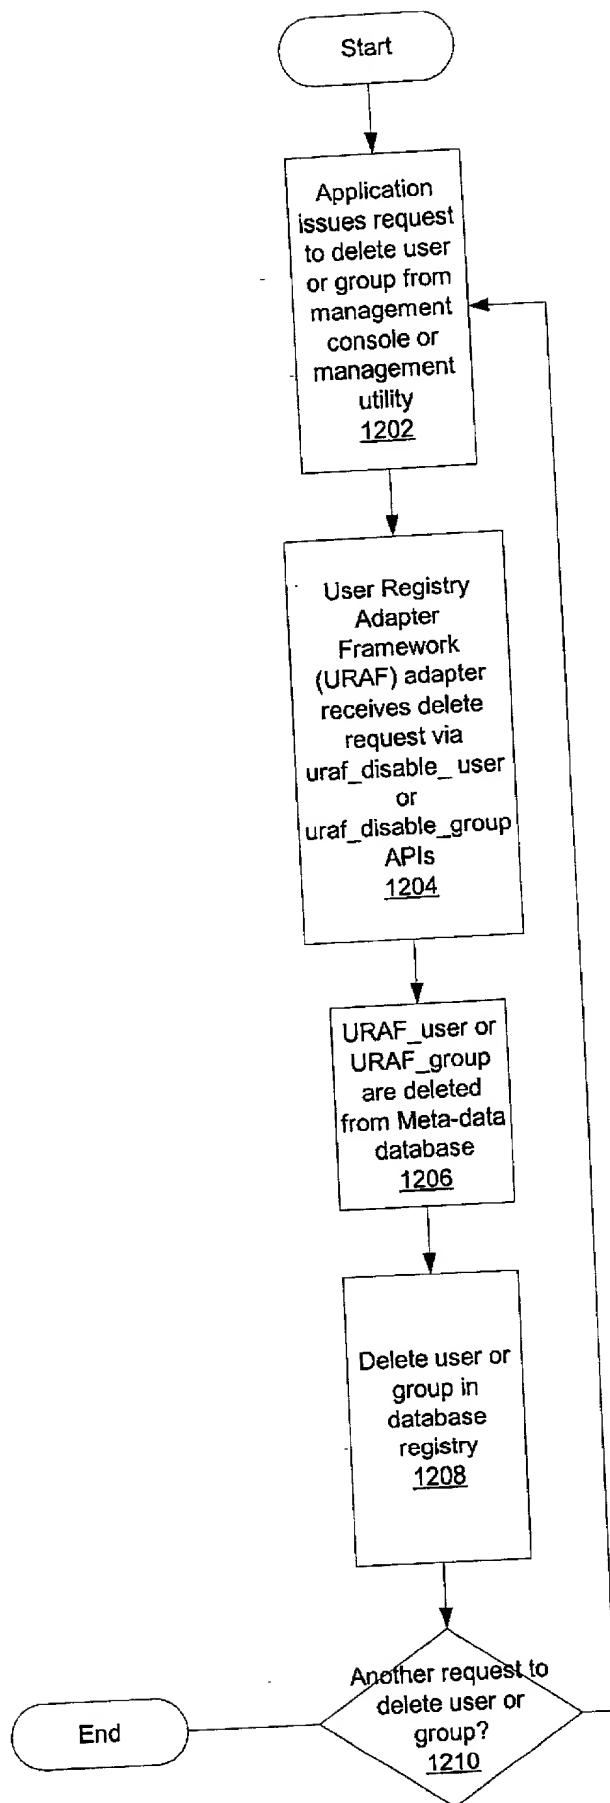 Start
Application
issues request
to delete user
or group from
management
console or
management
utility
1202
User Registry
Adapter
Framework
(URAF) adapter
receives delete
request via
uraf_disable_ user
or
uraf_disable_group
APIs
1204
URAF_user or
URAF_group
are deleted
from Meta-data
database
1206
Delete user or
group in
database
registry
1208
Another request to
delete user or
group?
1210
End